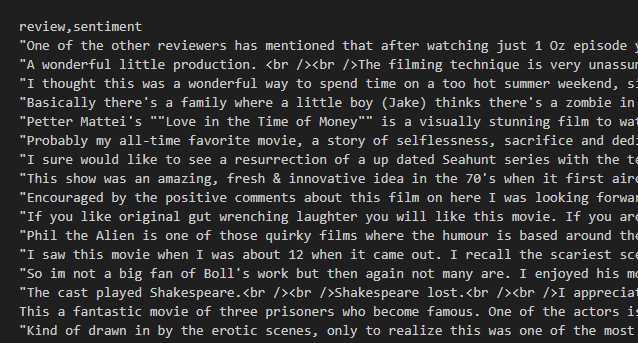 review,sentiment
"One of the other reviewers has mentioned that after watching just 1 Oz episode
"A wonderful little production. <br /><br />The filming technique is very unassum
"I thought this was a wonderful way to spend time on a too hot summer weekend, si
"Basically there's a family where a little boy (Jake) thinks there's a zombie in
"Petter Mattei's ""Love in the Time of Money"" is a visually stunning film to wat
"Probably my all-time favorite movie, a story of selflessness, sacrifice and dedi
"I sure would like to see a resurrection of a up dated Seahunt series with the te
"This show was an amazing, fresh & innovative idea in the 70's when it first aire
"Encouraged by the positive comments about this film on here I was looking forwar
"If you like original gut wrenching laughter you will like this movie. If you are
"Phil the Alien is one of those quirky films where the humour is based around the
"I saw this movie when I was about 12 when it came out. I recall the scariest sce
"So im not a big fan of Boll's work but then again not many are. I enjoyed his mo
"The cast played Shakespeare.<br /><br />Shakespeare lost.<br /><br />I appreciat
This a fantastic movie of three prisoners who become famous. One of the actors is
"Kind of drawn in by the erotic scenes, only to realize this was one of the most